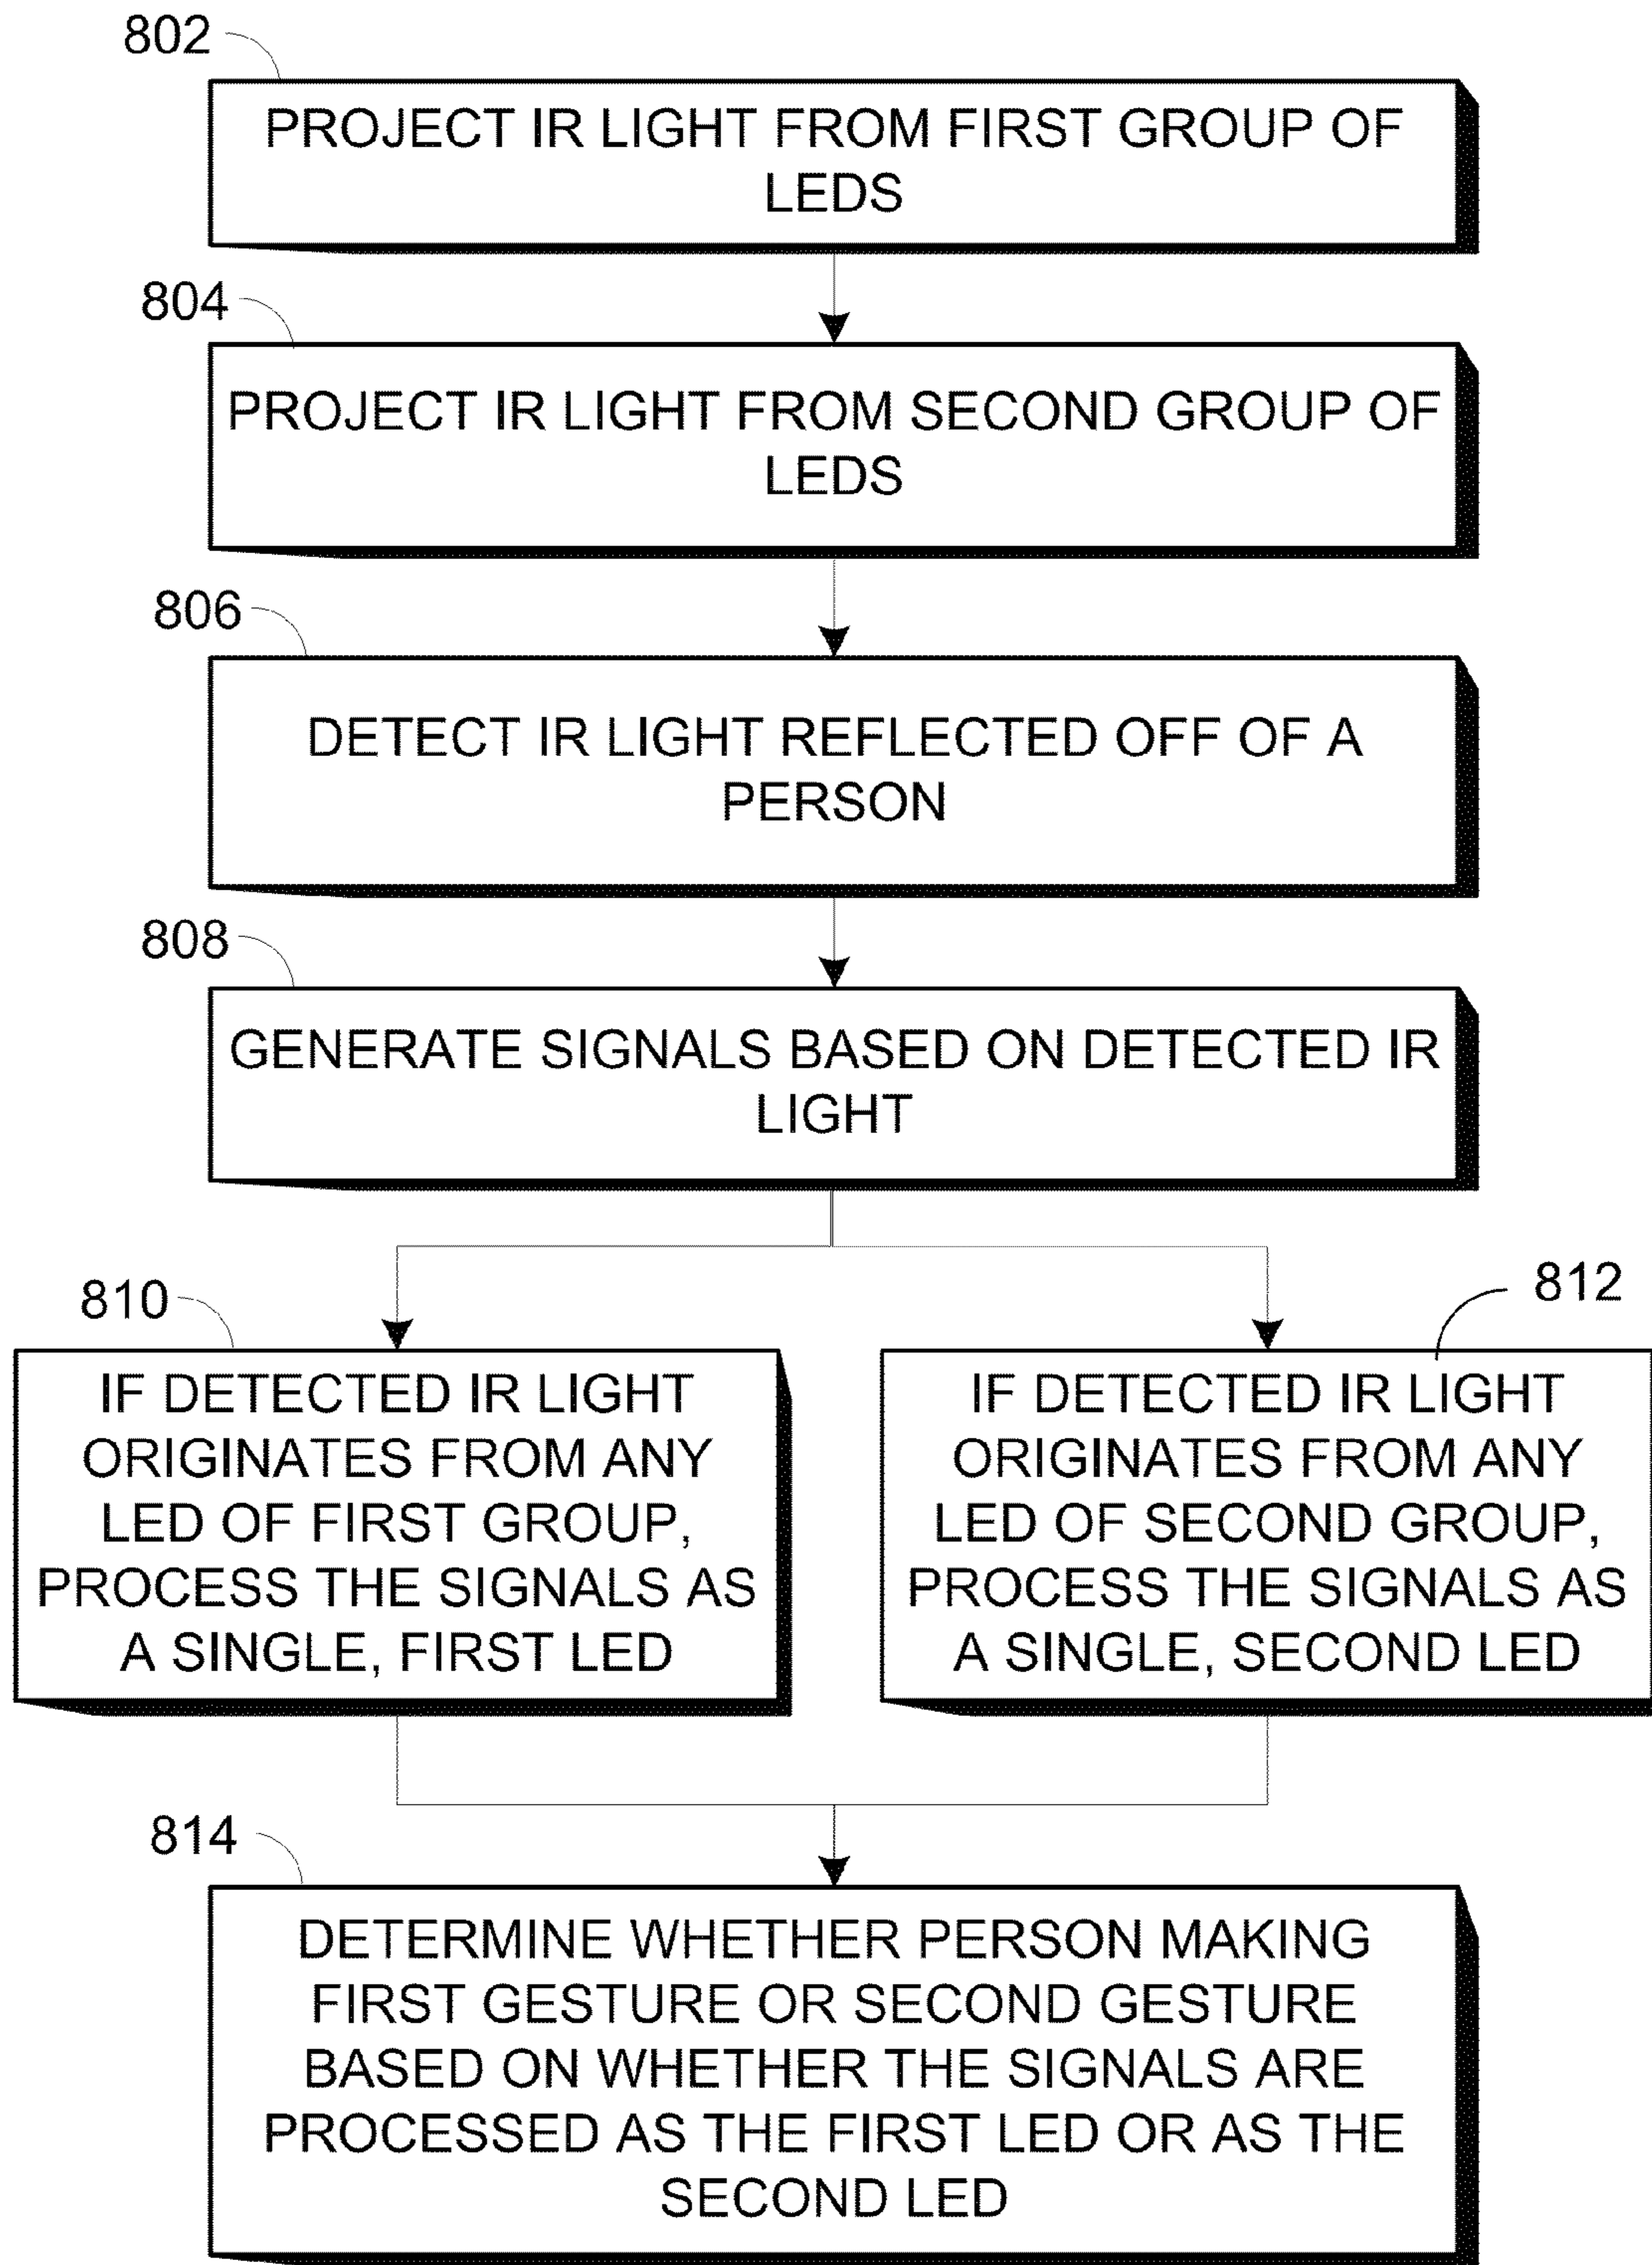 802
PROJECT IR LIGHT FROM FIRST GROUP OF
LEDS
804
PROJECT IR LIGHT FROM SECOND GROUP OF
LEDS
806
DETECT IR LIGHT REFLECTED OFF OF A
PERSON
808
GENERATE SIGNALS BASED ON DETECTED IR
LIGHT
810
IF DETECTED IR LIGHT
ORIGINATES FROM ANY
LED OF FIRST GROUP,
PROCESS THE SIGNALS AS
A SINGLE, FIRST LED
812
IF DETECTED IR LIGHT
ORIGINATES FROM ANY
LED OF SECOND GROUP,
PROCESS THE SIGNALS AS
A SINGLE, SECOND LED
814
DETERMINE WHETHER PERSON MAKING
FIRST GESTURE OR SECOND GESTURE
BASED ON WHETHER THE SIGNALS ARE
PROCESSED AS THE FIRST LED OR AS THE
SECOND LED